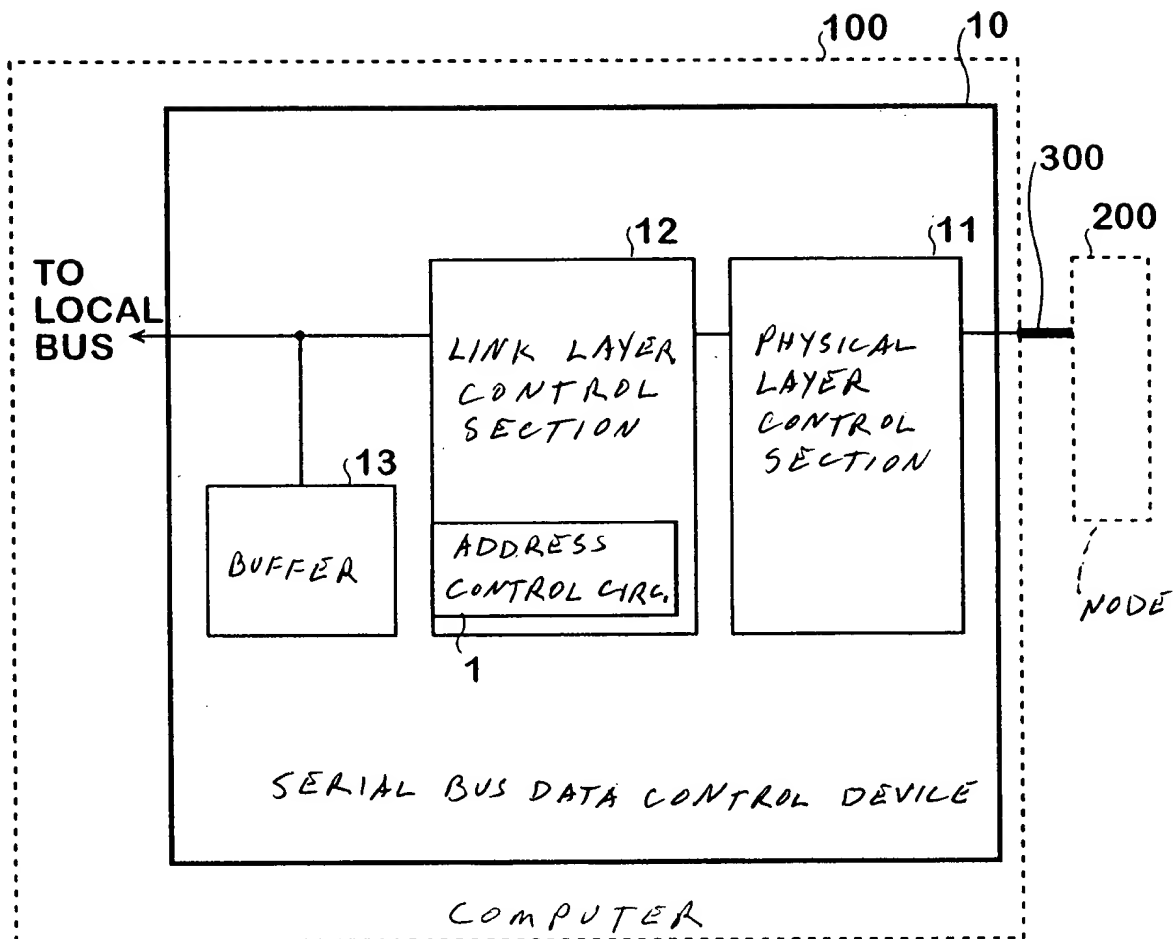 100
10
300
200
12
11
TO
LOCAL
BUS
LINK LAYER
CONTROL
SECTION
PHYSICAL
LAYER
CONTROL
SECTION
13
BUFFER
ADDRESS
CONTROL CIRC.
NODE
1
SERIAL BUS DATA CONTROL DEVICE
COMPUTER